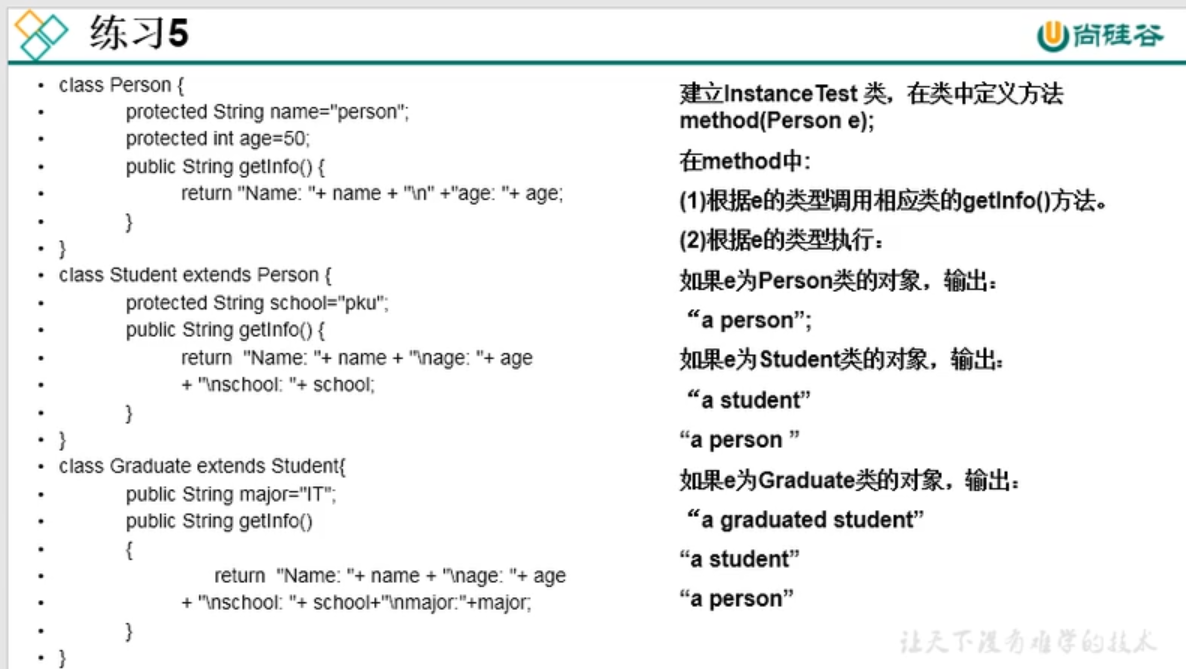 练习5
尚硅谷
• class Person {
• protected String name="person";
• protected int age=50;
• public String getInfo() {
• return "Name: "+ name + "\n" +"age: "+ age;
• }
• }
• class Student extends Person {
• protected String school="pku";
• public String getInfo() {
• return  "Name: "+ name + "\nage: "+ age
• + "\nschool: "+ school;
• }
• }
• class Graduate extends Student{
• public String major="IT";
• public String getInfo()
• {
• return  "Name: "+ name + "\nage: "+ age
• + "\nschool: "+ school+"\nmajor:"+major;
• }
• }
建立InstanceTest 类，在类中定义方法
method(Person e);
在method中:
(1)根据e的类型调用相应类的getInfo()方法。
(2)根据e的类型执行：
如果e为Person类的对象，输出：
“a person”;
如果e为Student类的对象，输出：
“a student”
“a person ”
如果e为Graduate类的对象，输出：
“a graduated student”
“a student”
“a person”
让天下没有难学的技术